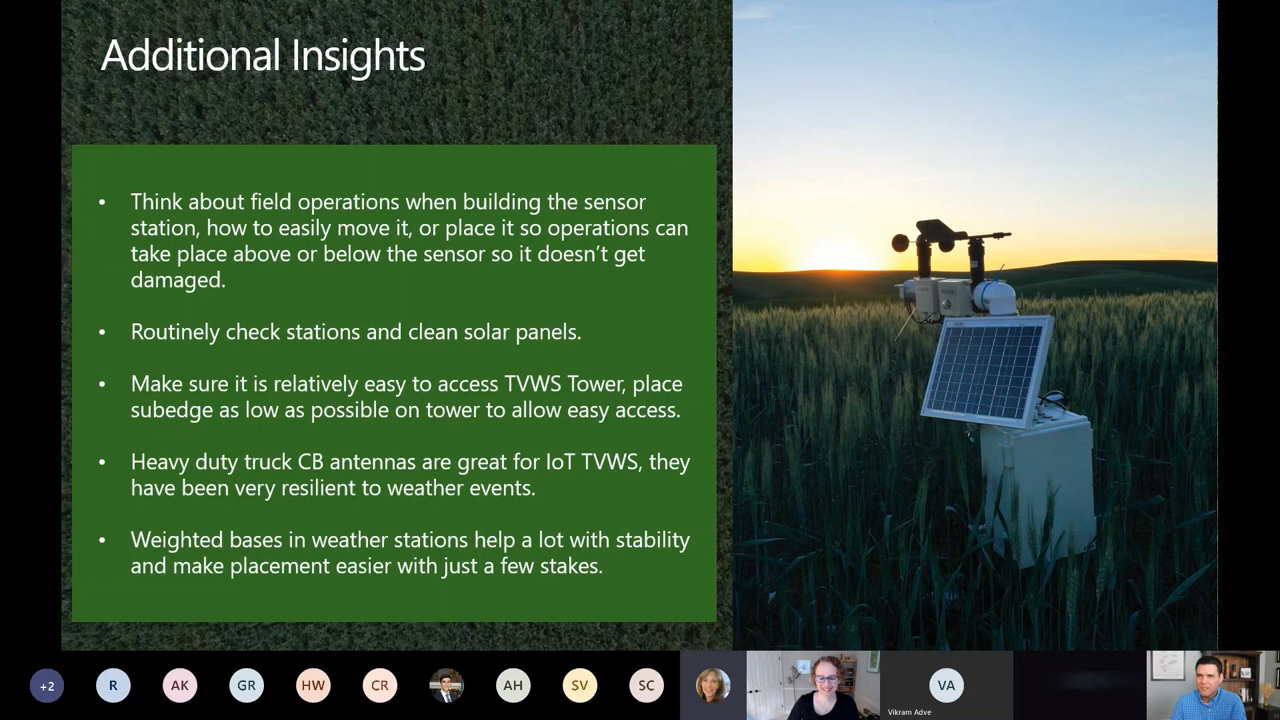 Additional Insights
• Think about field operations when building the sensor
station, how to easily move it, or place it so operations can
take place above or below the sensor so it doesn’t get
damaged.
• Routinely check stations and clean solar panels.
• Make sure it is relatively easy to access TVWS Tower, place
subedge as low as possible on tower to allow easy access.
• Heavy duty truck CB antennas are great for IoT TVWS, they
have been very resilient to weather events.
• Weighted bases in weather stations help a lot with stability
and make placement easier with just a few stakes.
+2 R AK GR HW CR AH SV SC VA
Vikram Adve